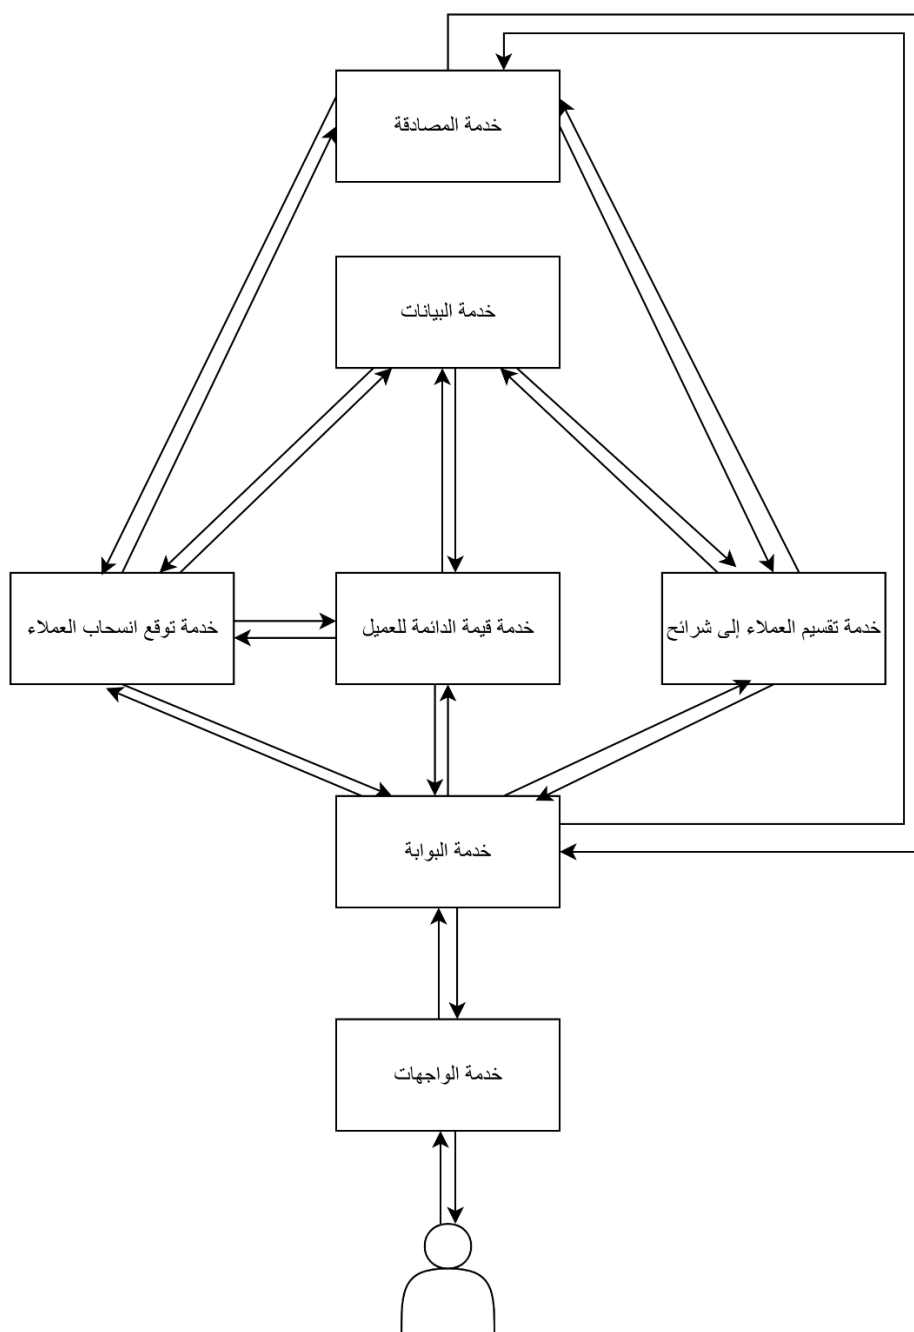 خدمة المصادقة
خدمة البيانات
خدمة تقسيم العملاء إلى شرائح
خدمة قيمة الدائمة للعميل
خدمة توقع انسحاب العملاء
خدمة البوابة
خدمة الواجهات